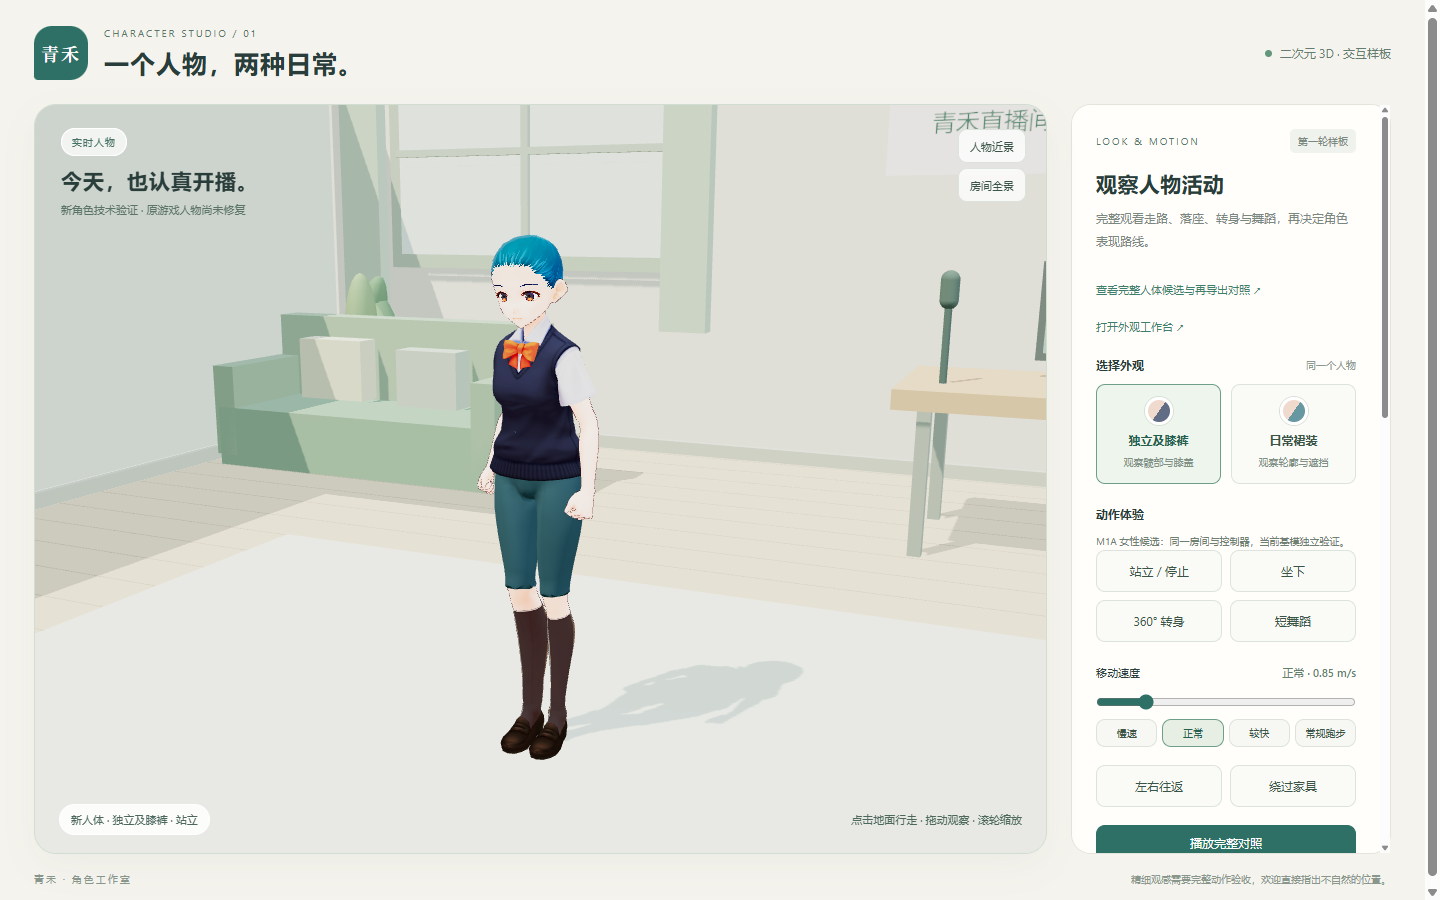 青禾
CHARACTER STUDIO / 01
一个人物，两种日常。
二次元 3D · 交互样板
实时人物
今天，也认真开播。
新角色技术验证 · 原游戏人物尚未修复
青禾直播间
人物近景
房间全景
新人体 · 独立及膝裤 · 站立
点击地面行走 · 拖动观察 · 滚轮缩放
LOOK & MOTION
第一轮样板
观察人物活动
完整观看走路、落座、转身与舞蹈，再决定角色
表现路线。
查看完整人体候选与再导出对照 ↗
打开外观工作台 ↗
选择外观
同一个人物
独立及膝裤
观察髋部与膝盖
日常裙装
观察轮廓与遮挡
动作体验
M1A 女性候选：同一房间与控制器，当前基模独立验证。
站立 / 停止
坐下
360° 转身
短舞蹈
移动速度
正常 · 0.85 m/s
慢速
正常
较快
常规跑步
左右往返
绕过家具
播放完整对照
青禾 · 角色工作室
精细观感需要完整动作验收，欢迎直接指出不自然的位置。